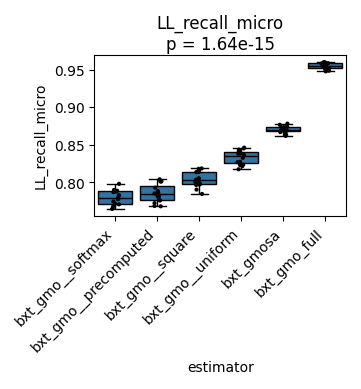 LL_recall_micro
p = 1.64e-15
LL_recall_micro
0.95
0.90
0.85
0.80
bxt_gmo__softmax
bxt_gmo__precomputed
bxt_gmo__square
bxt_gmo__uniform
bxt_gmosa
bxt_gmo_full
estimator